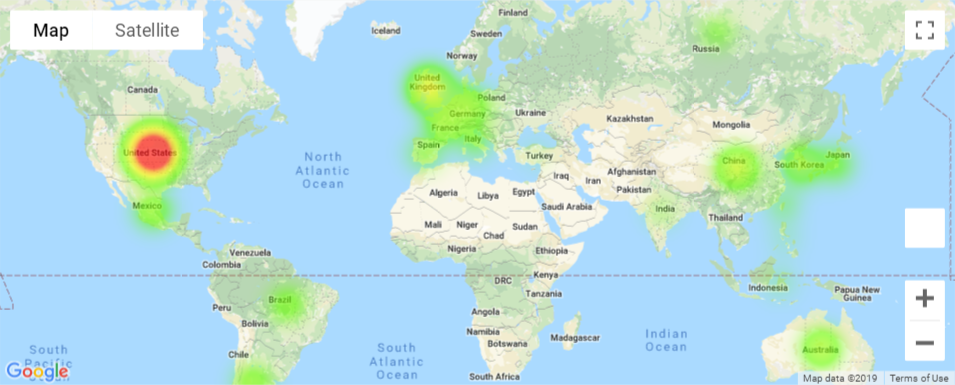 Map
Satellite
Finland
Iceland
Sweden
Russia
Norway
United
Kingdom
Canada
Poland
Germany
Ukraine
Kazakhstan
Mongolia
France
Italy
Spain
Turkey
United States
North
Atlantic
Ocean
China
South Korea
Japan
Iraq
Iran
Afghanistan
Pakistan
Algeria
Libya
Egypt
Saudi Arabia
Mexico
India
Mali
Niger
Chad
Sudan
Thailand
Nigeria
Ethiopia
Venezuela
Colombia
DRC
Kenya
Tanzania
Indonesia
Papua New
Guinea
Brazil
Peru
Bolivia
Angola
Namibia
Botswana
Madagascar
Indian
Ocean
Chile
South
Pacific
Ocean
South
Atlantic
Ocean
Australia
South Africa
Google
Map data ©2019
Terms of Use